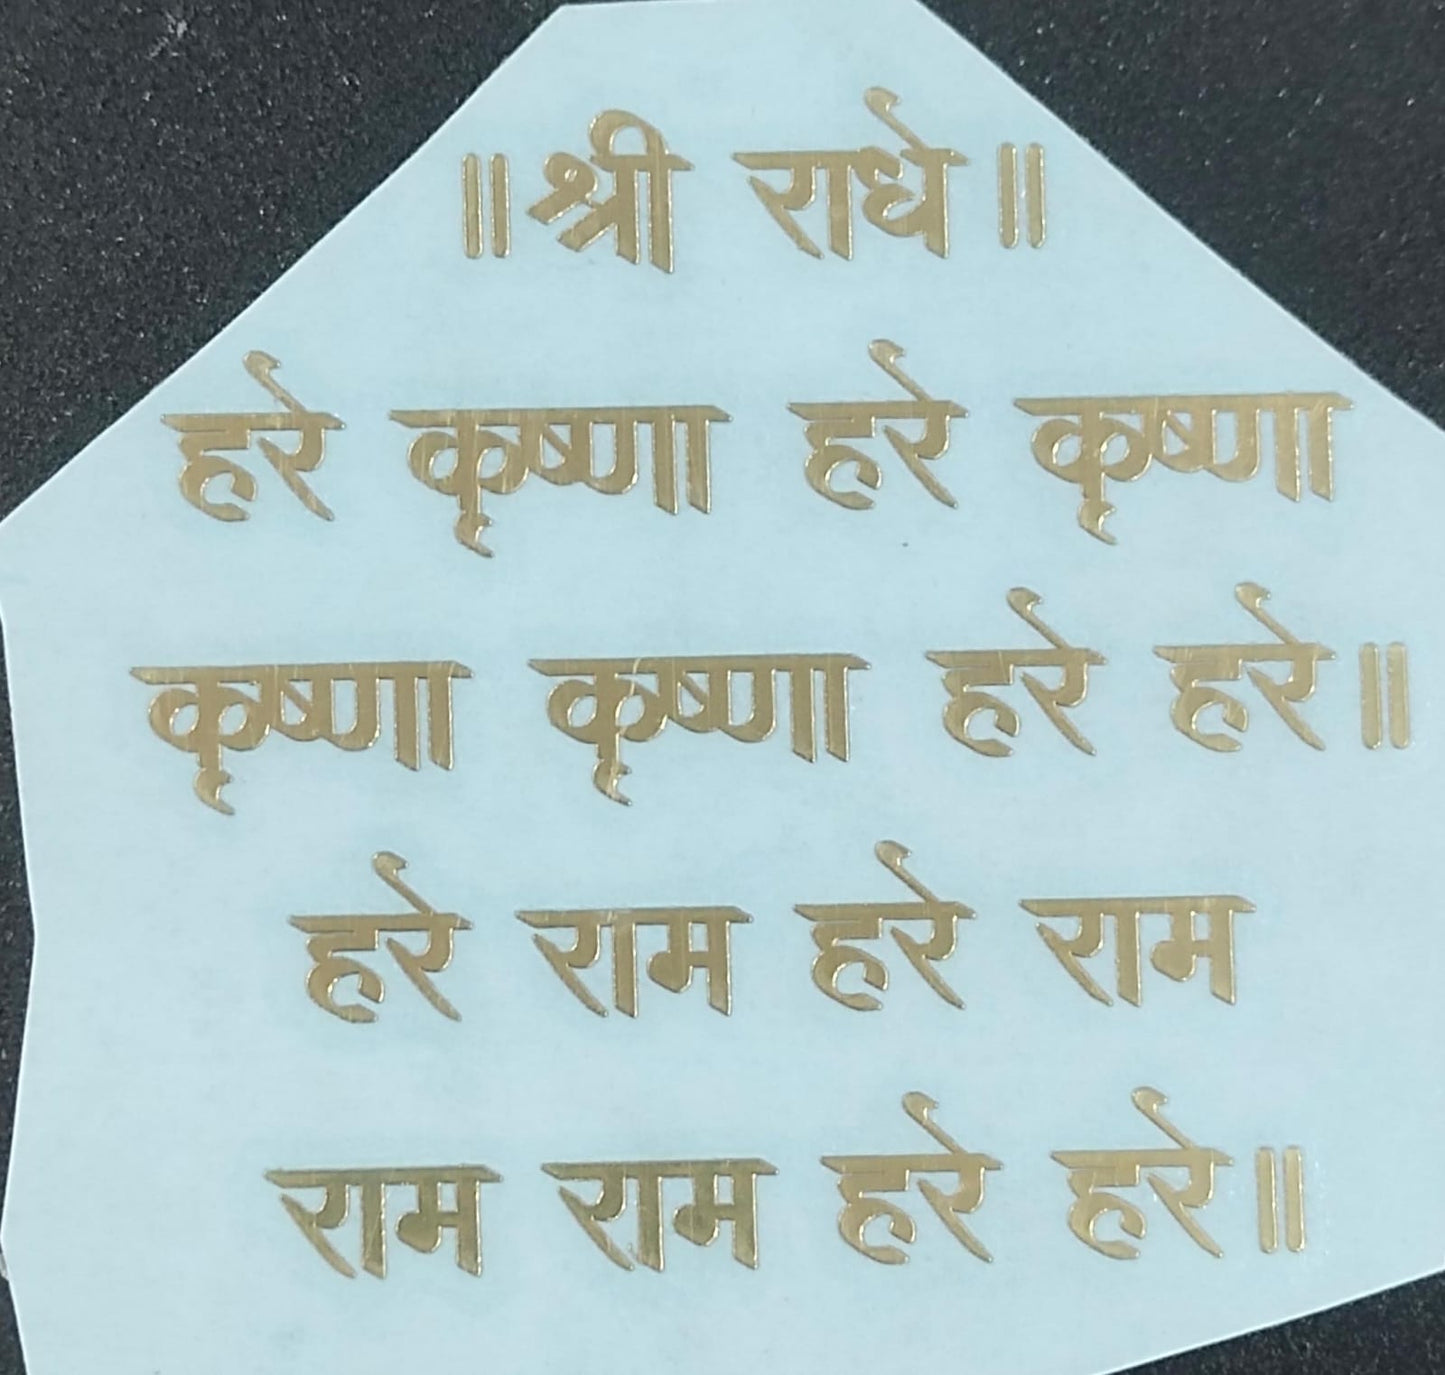 ॥ श्री राधे ॥
हरे कृष्णा हरे कृष्णा
कृष्णा कृष्णा हरे हरे॥
हरे राम हरे राम
राम राम हरे हरे॥